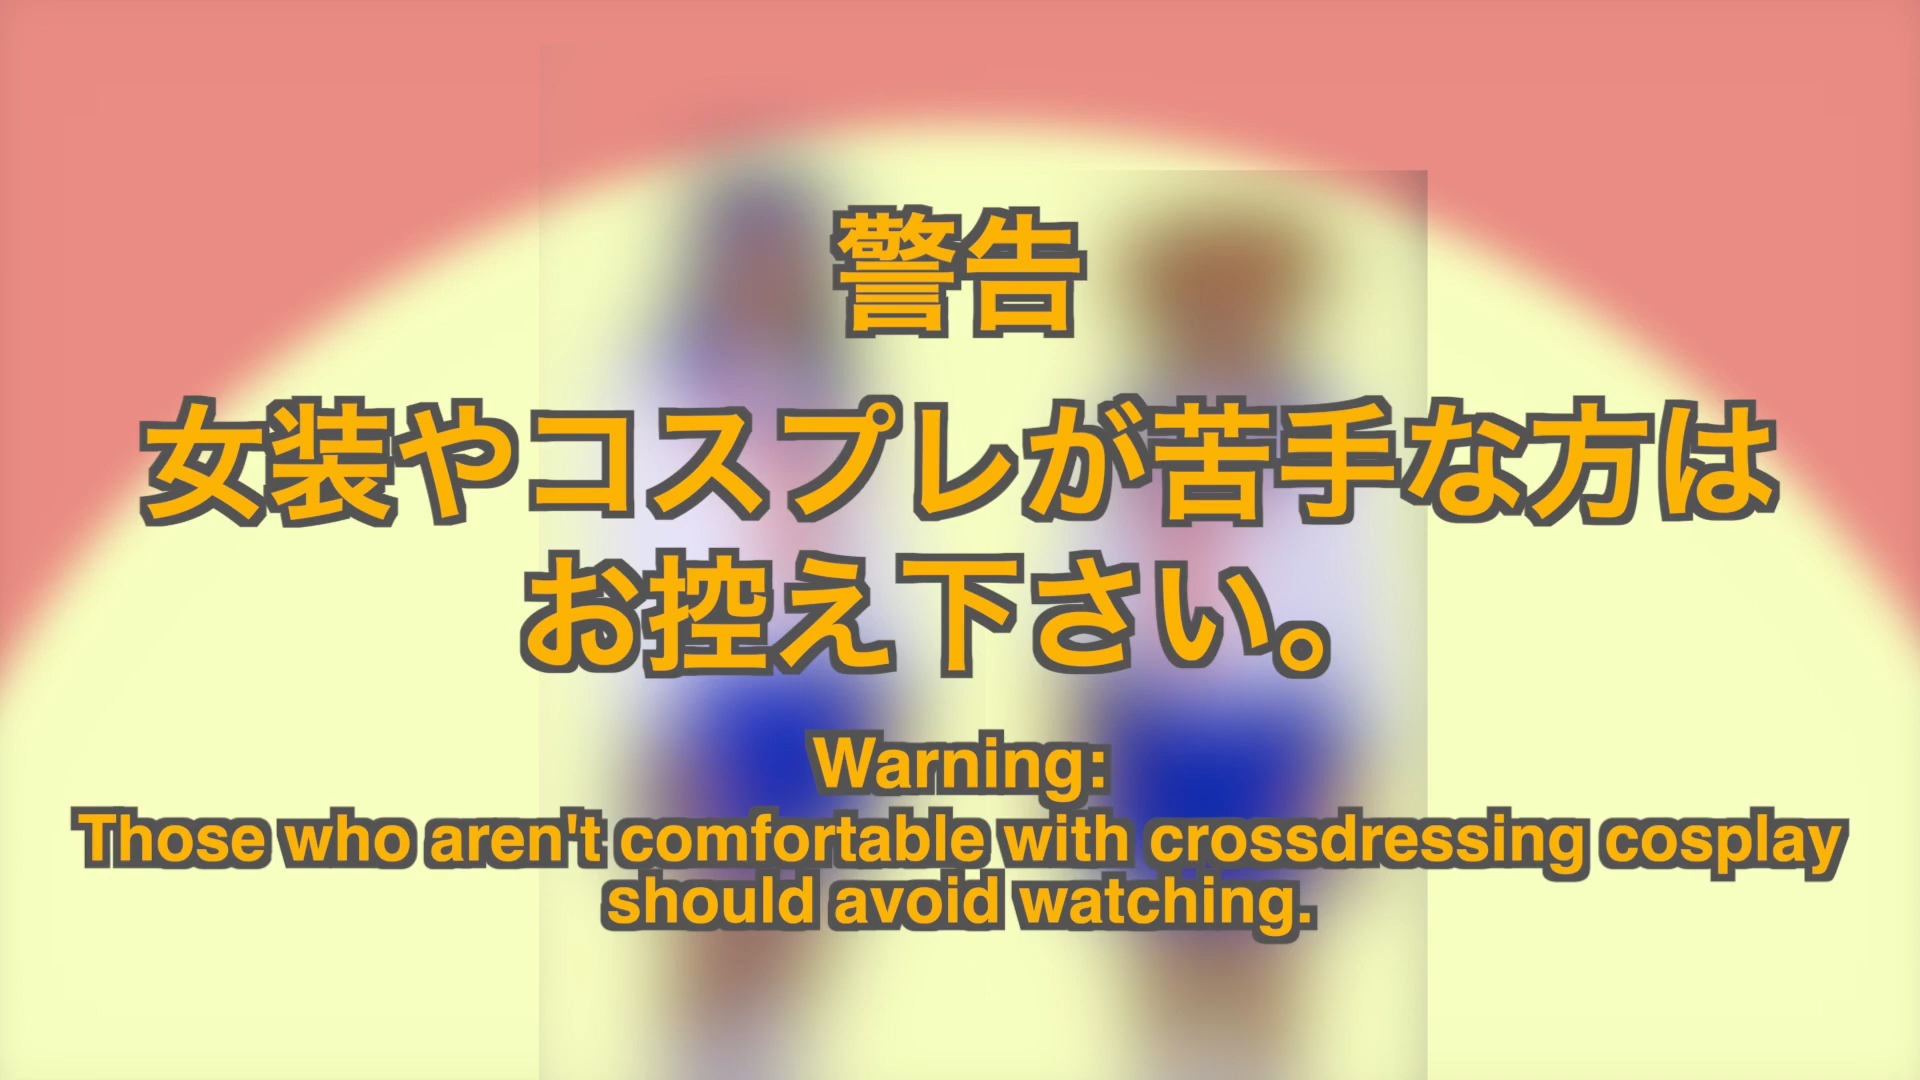 警告
女装やコスプレが苦手な方は
お控え下さい。
Warning:
Those who aren't comfortable with crossdressing cosplay
should avoid watching.